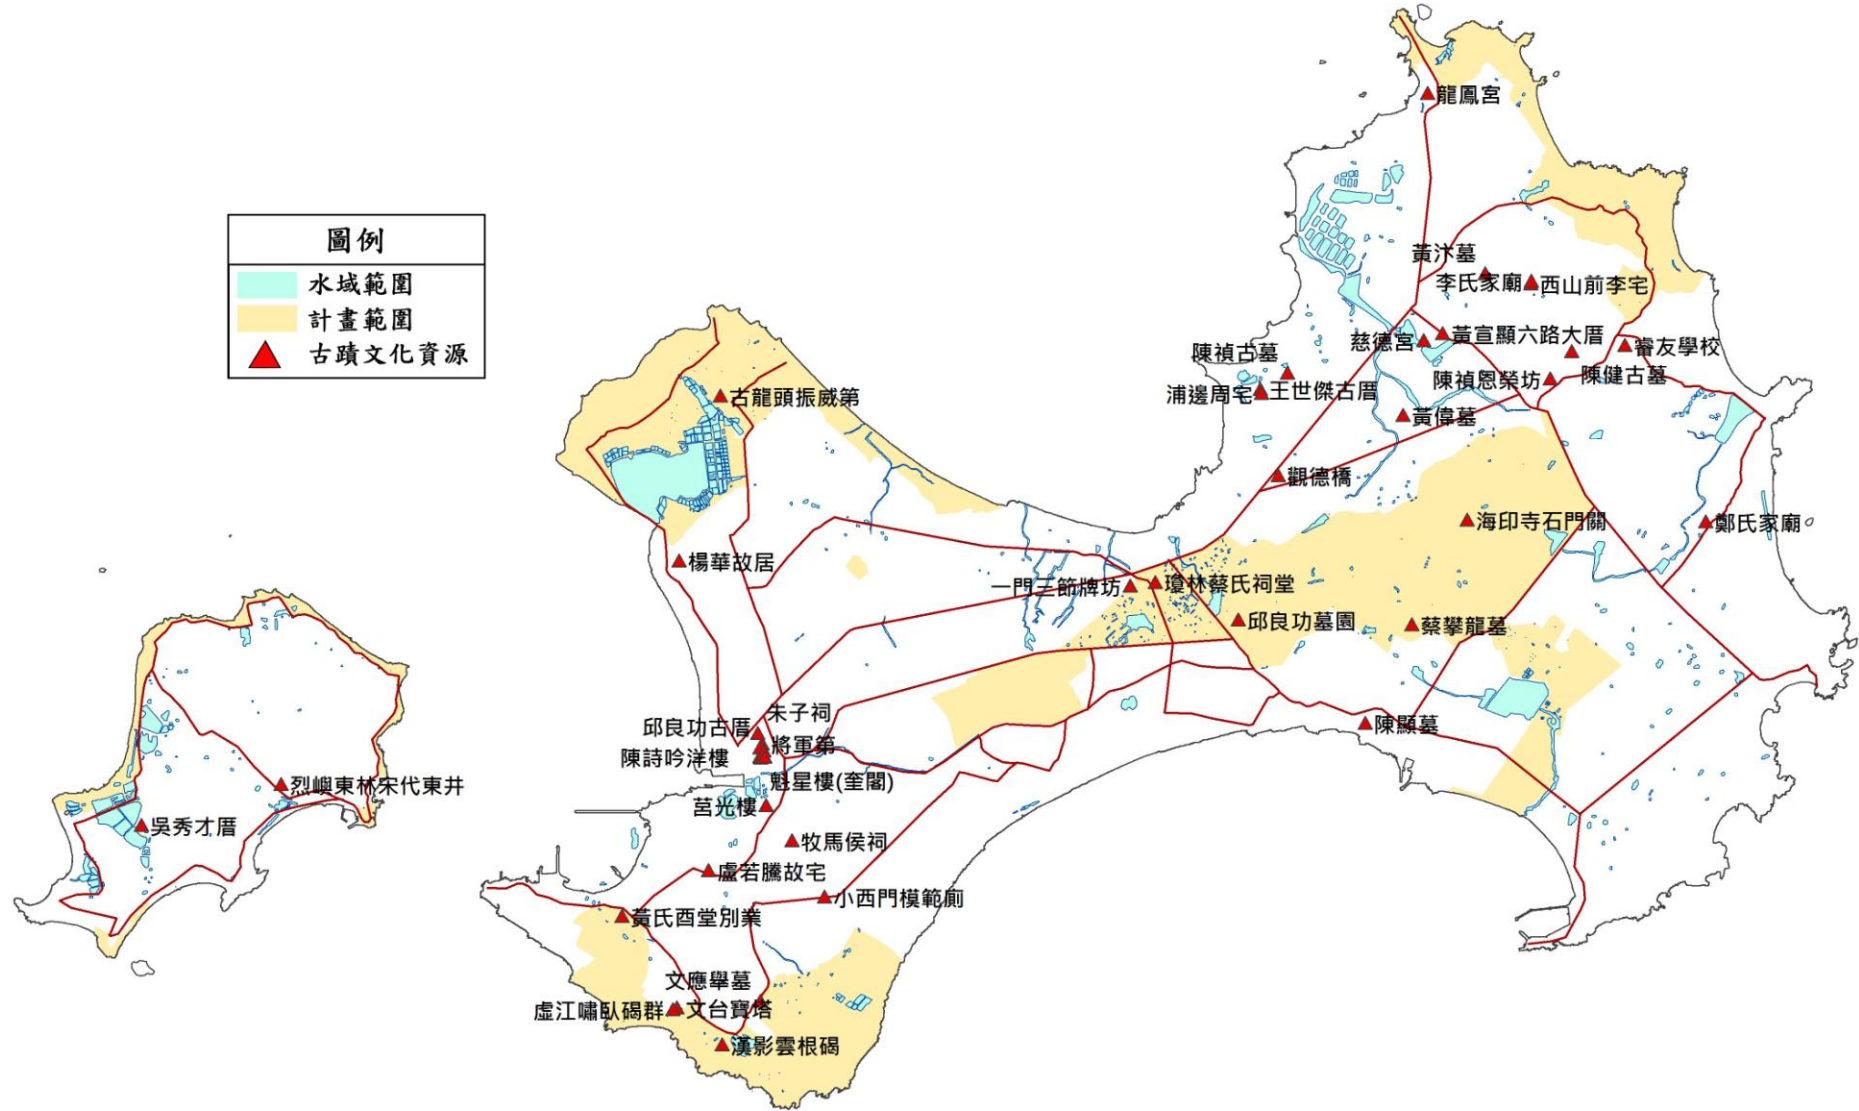 圖例
水域範圍
計畫範圍
古蹟文化資源
龍鳳宮
黃汴墓
李氏家廟
西山前李宅
慈德宮
黃宣顯六路大厝
睿友學校
陳禎古墓
陳禎恩榮坊
陳健古墓
浦邊周宅
王世傑古厝
古龍頭振威第
黃偉墓
觀德橋
海印寺石門關
鄭氏家廟
楊華故居
一門三節牌坊
瓊林蔡氏祠堂
邱良功墓園
蔡攀龍墓
朱子祠
邱良功古厝
陳顯墓
將軍第
陳詩吟洋樓
魁星樓(奎閣)
烈嶼東林宋代東井
莒光樓
吳秀才厝
牧馬侯祠
盧若騰故宅
小西門模範廁
黃氏酉堂別業
文應舉墓
虛江嘯臥碣群
文台寶塔
漢影雲根碣